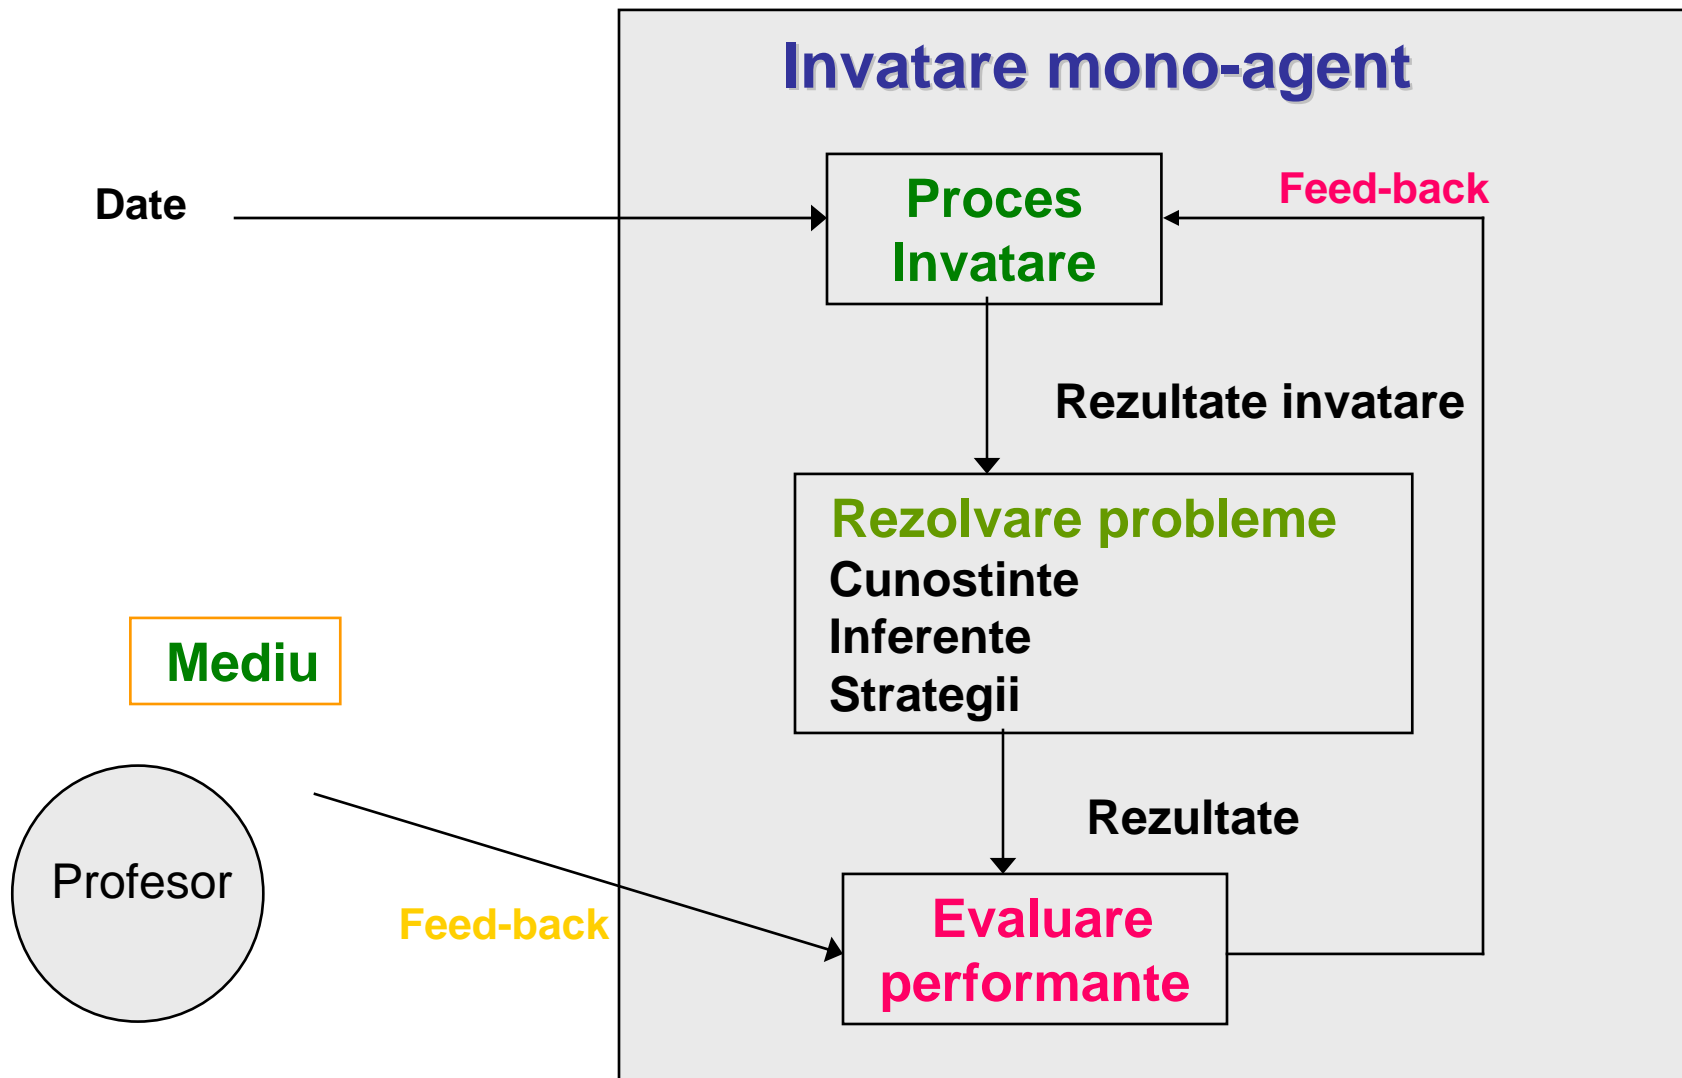 Invatare mono-agent
Date
Proces
Invatare
Feed-back
Rezultate invatare
Rezolvare probleme
Cunostinte
Inferente
Strategii
Mediu
Rezultate
Profesor
Feed-back
Evaluare
performante